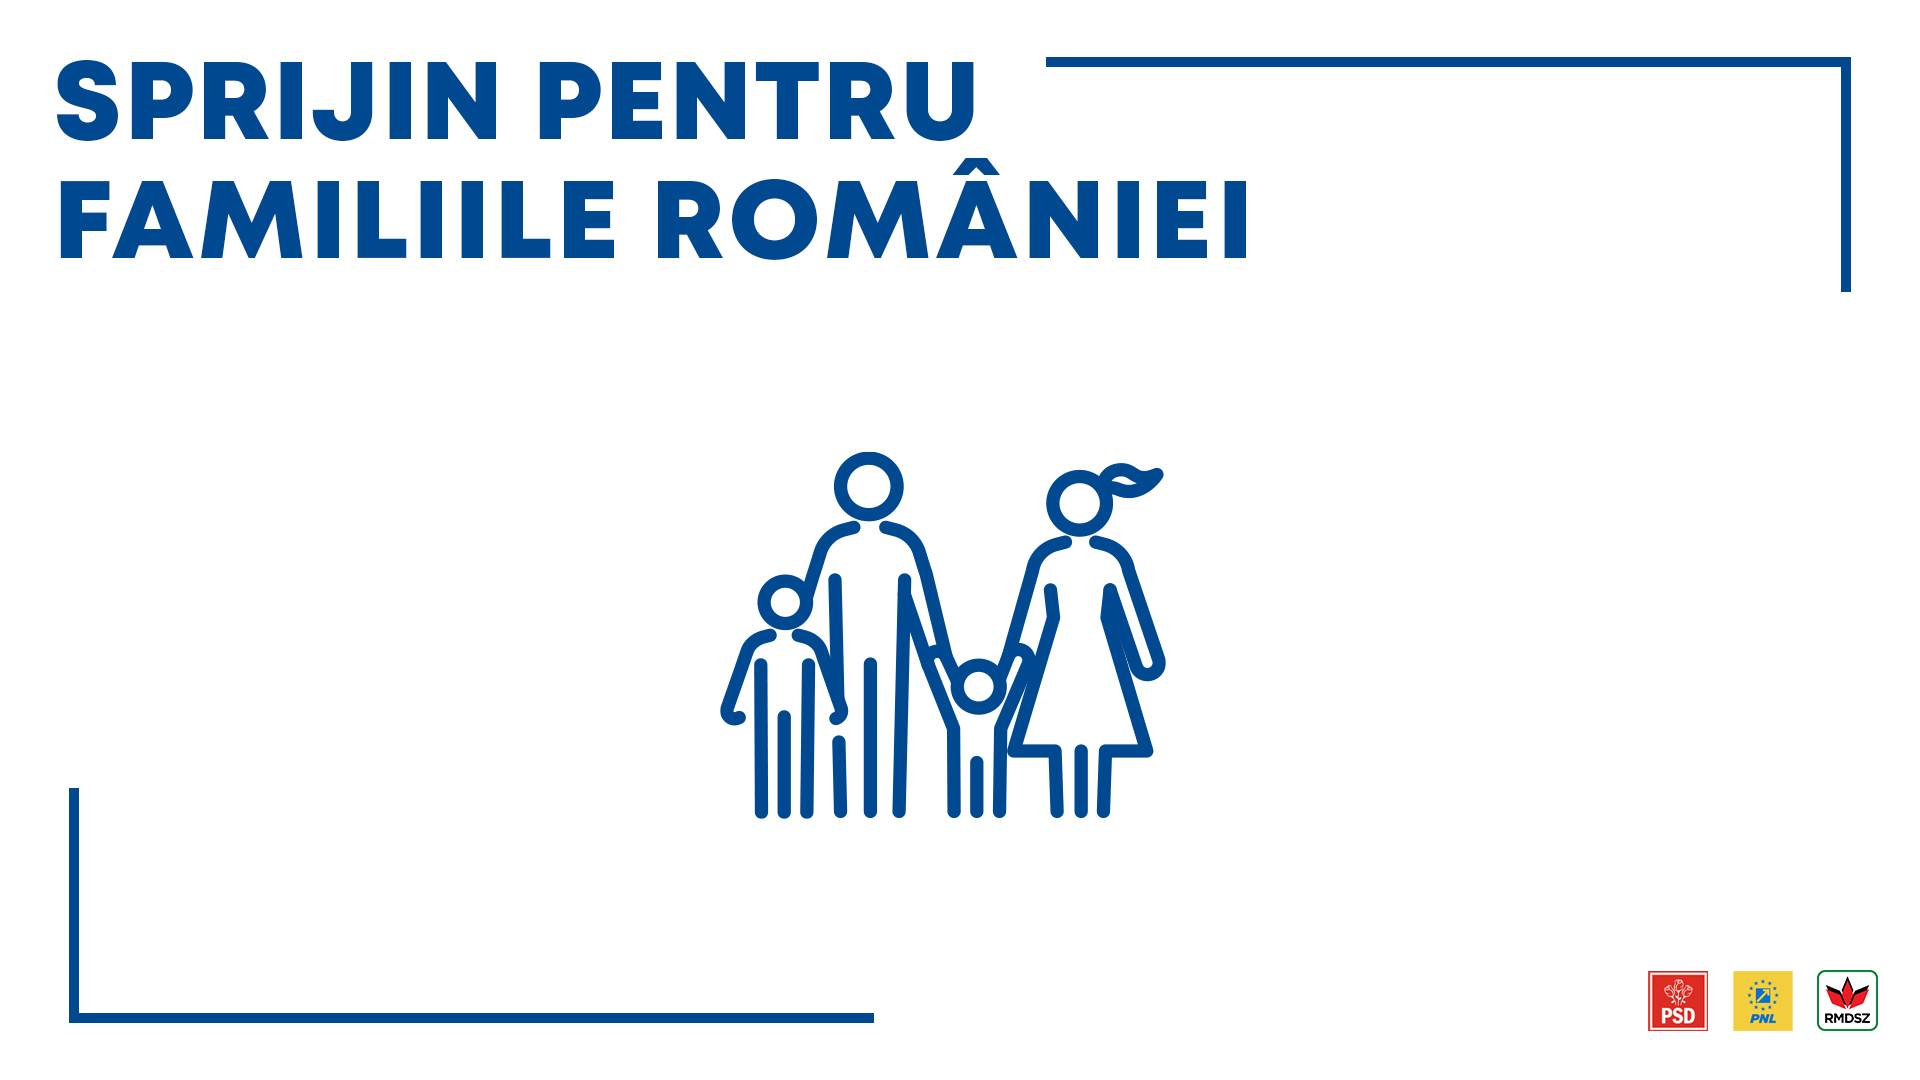 SPRIJIN PENTRU
FAMILIILE ROMÂNIEI
PSD
PNL
RMDSZ